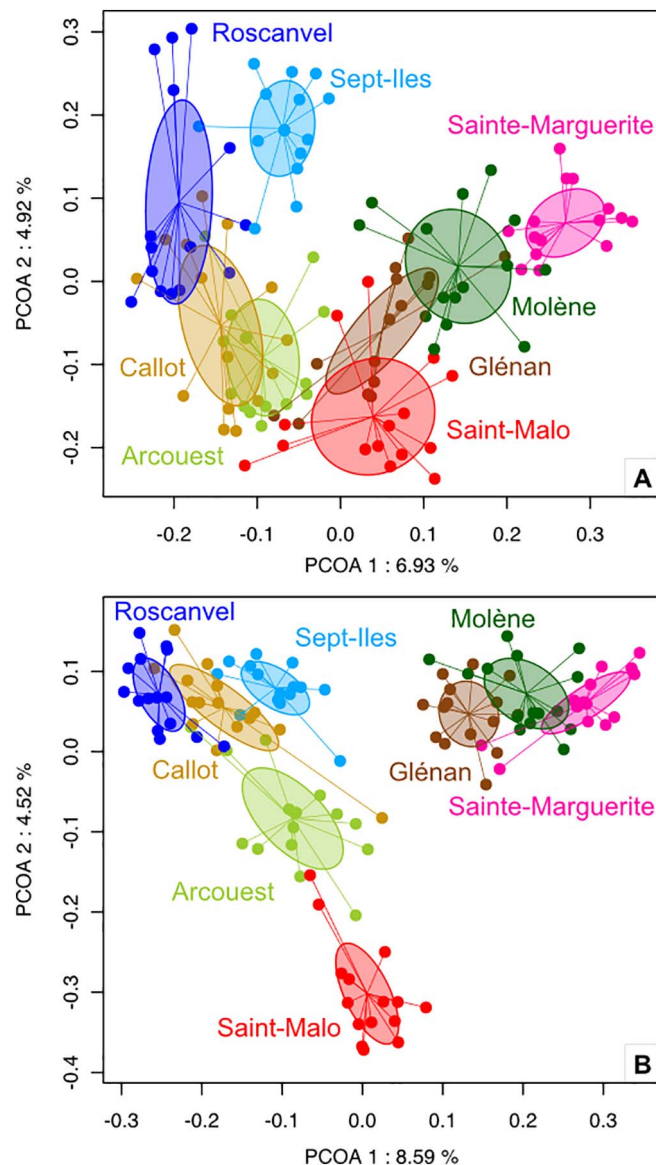 Roscanvel
Sept-Iles
Sainte-Marguerite
Molène
Callot
Glénan
Arcouest
Saint-Malo
A
PCOA 2 : 4.92 %
0.3
0.2
0.1
0.0
-0.1
-0.2
-0.2
-0.1
0.0
0.1
0.2
0.3
PCOA 1 : 6.93 %
Roscanvel
Sept-Iles
Molène
Callot
Glénan
Sainte-Marguerite
Arcouest
Saint-Malo
B
PCOA 2 : 4.52 %
0.1
0.0
-0.1
-0.2
-0.3
-0.4
-0.3
-0.2
-0.1
0.0
0.1
0.2
0.3
PCOA 1 : 8.59 %